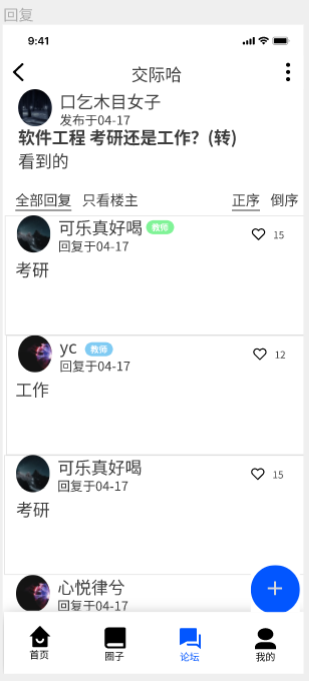 回复
9:41
交际哈
口乞木目女子
发布于04-17
软件工程 考研还是工作？(转)
看到的
全部回复 只看楼主 正序 倒序
可乐真好喝 教师
回复于04-17
15
考研
yc 教师
回复于04-17
12
工作
可乐真好喝
回复于04-17
15
考研
心悦律兮
回复于04-17
首页 圈子 论坛 我的